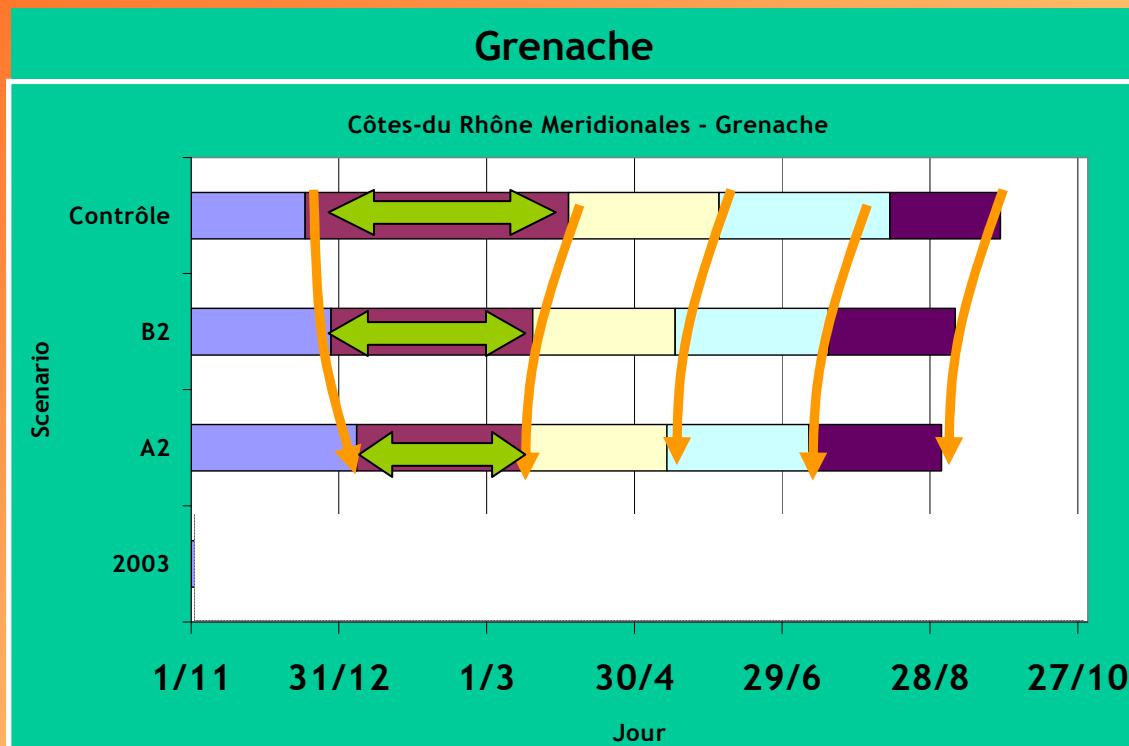 Grenache
Côtes-du Rhône Meridionales - Grenache
Contrôle
B2
A2
2003
Scenario
1/11 31/12 1/3 30/4 29/6 28/8 27/10
Jour